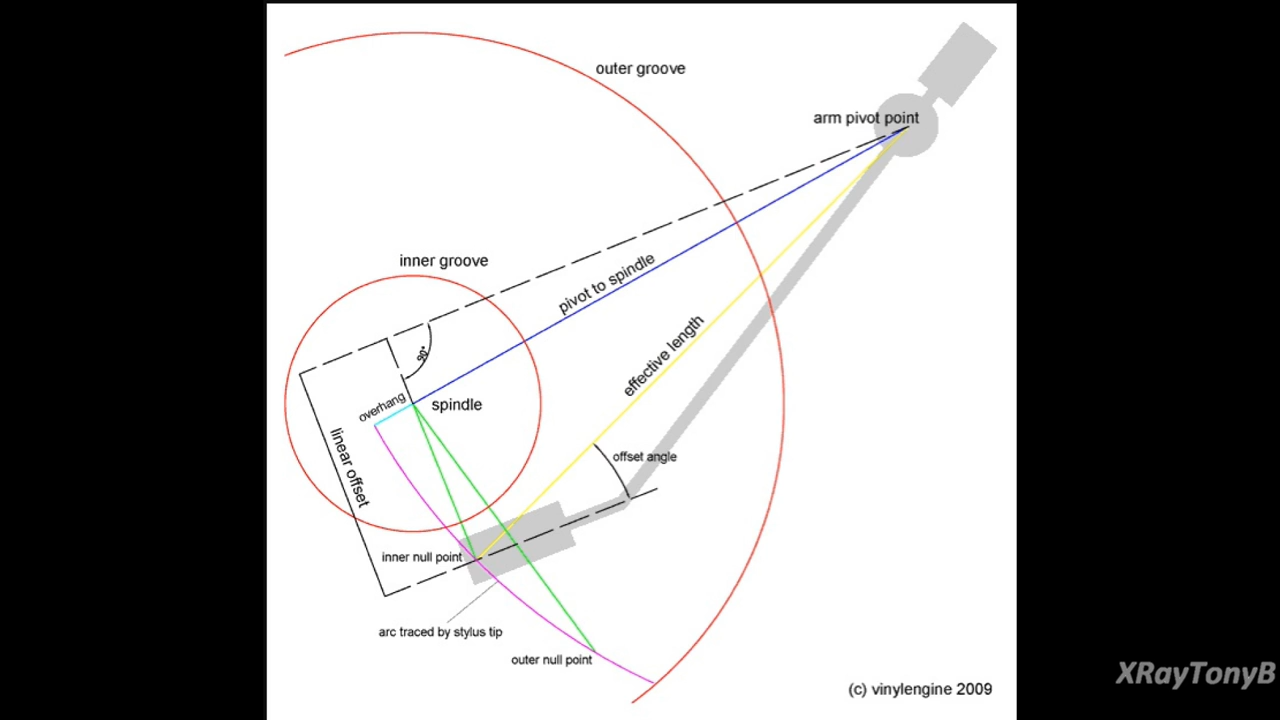 outer groove
arm pivot point
inner groove
pivot to spindle
effective length
90°
overhang
spindle
linear offset
offset angle
inner null point
arc traced by stylus tip
outer null point
XRayTonyB
(c) vinylengine 2009